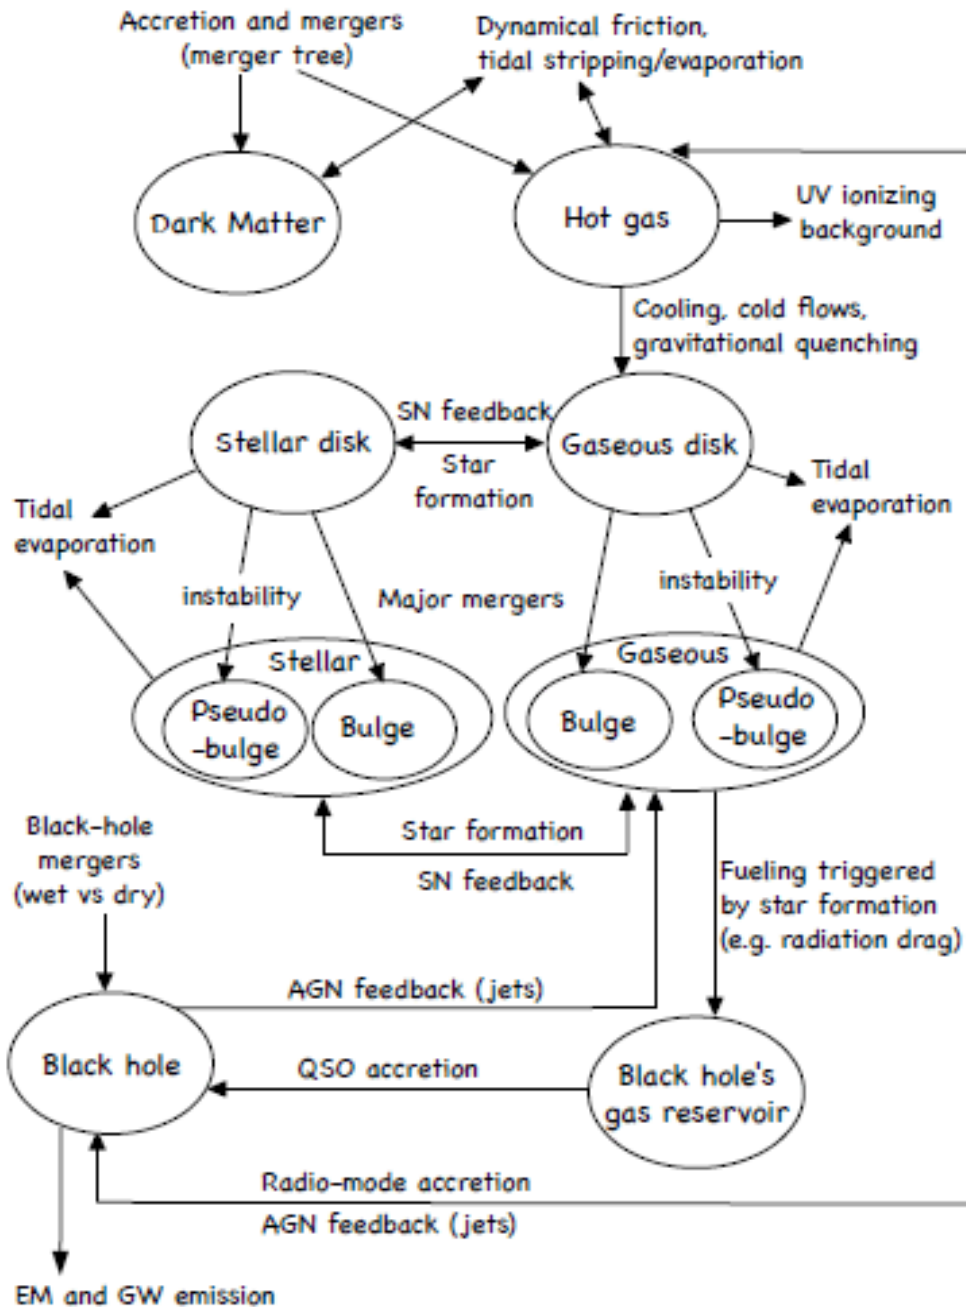 Accretion and mergers
(merger tree)
Dynamical friction,
tidal stripping/evaporation
Dark Matter
Hot gas
UV ionizing
background
Cooling, cold flows,
gravitational quenching
Stellar disk
SN feedback
Star
formation
Gaseous disk
Tidal
evaporation
Tidal
evaporation
instability
Major mergers
instability
Stellar
Pseudo
-bulge
Bulge
Gaseous
Bulge
Pseudo
-bulge
Star formation
SN feedback
Black-hole
mergers
(wet vs dry)
Fueling triggered
by star formation
(e.g. radiation drag)
AGN feedback (jets)
Black hole
QSO accretion
Black hole's
gas reservoir
Radio-mode accretion
AGN feedback (jets)
EM and GW emission